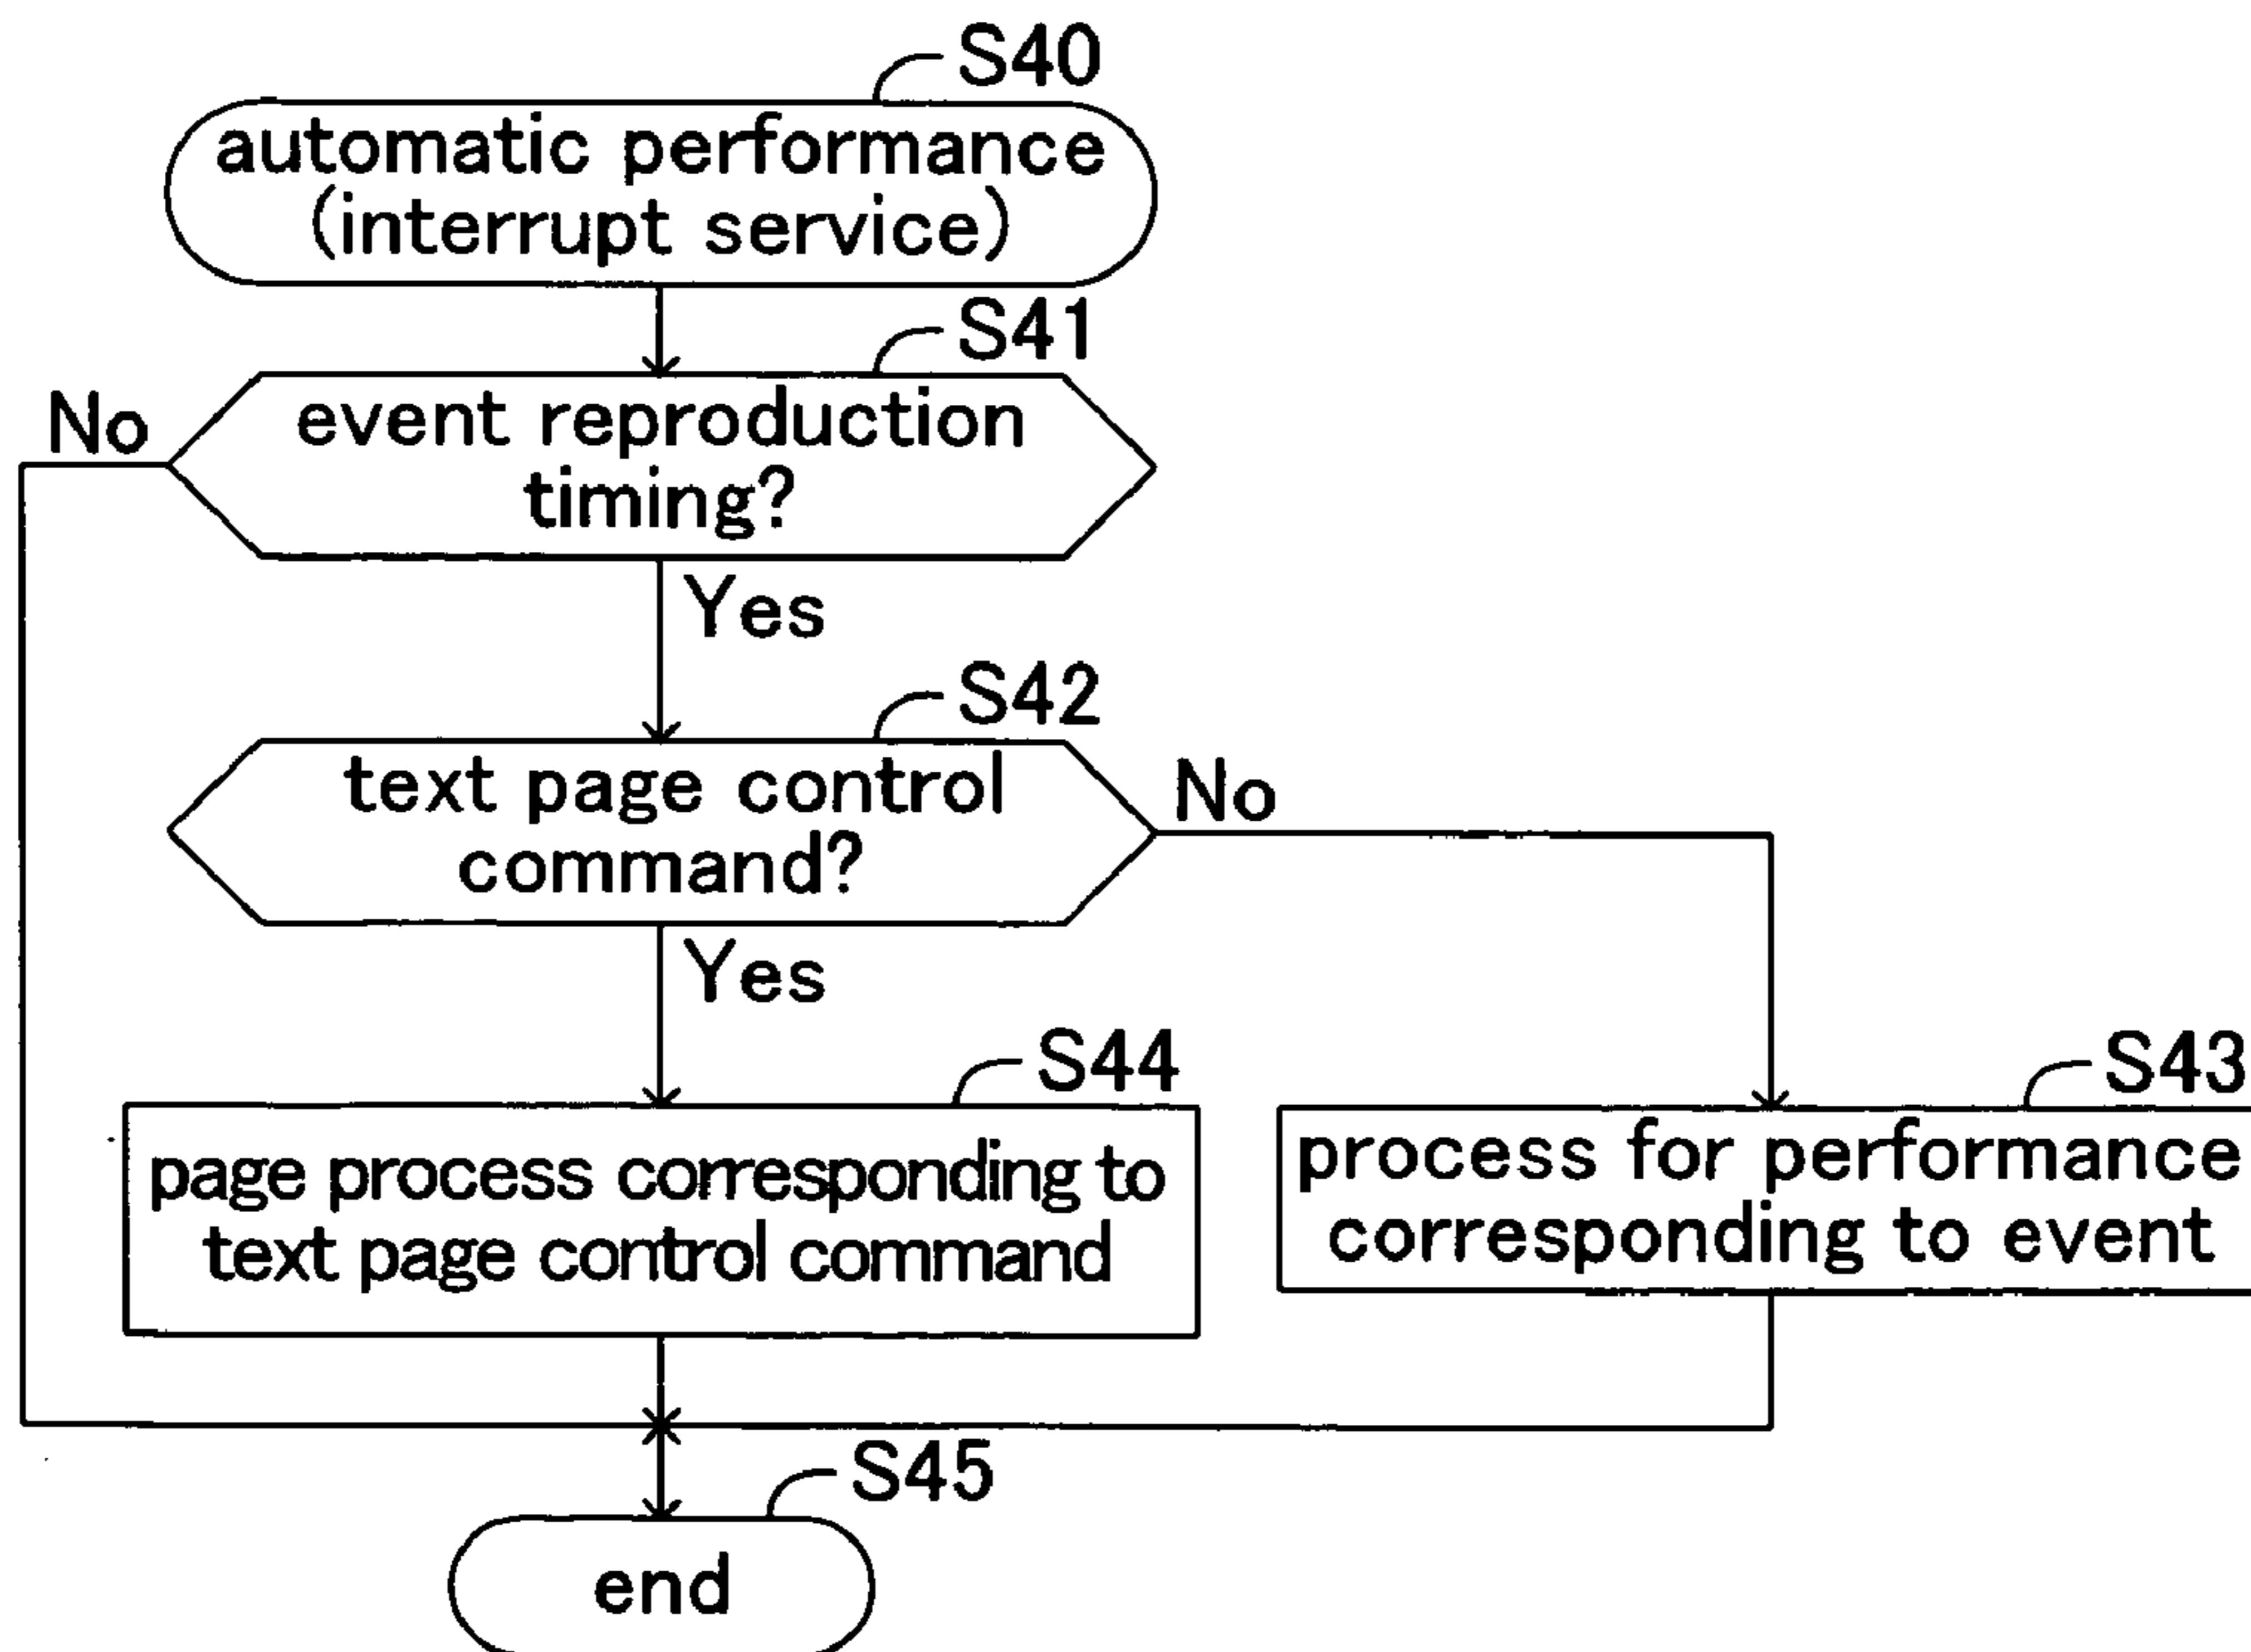 S40
automatic performance
(interrupt service)
S41
No
event reproduction
timing?
Yes
S42
text page control
command?
No
Yes
S44
page process corresponding to
text page control command
S43
process for performance
corresponding to event
S45
end